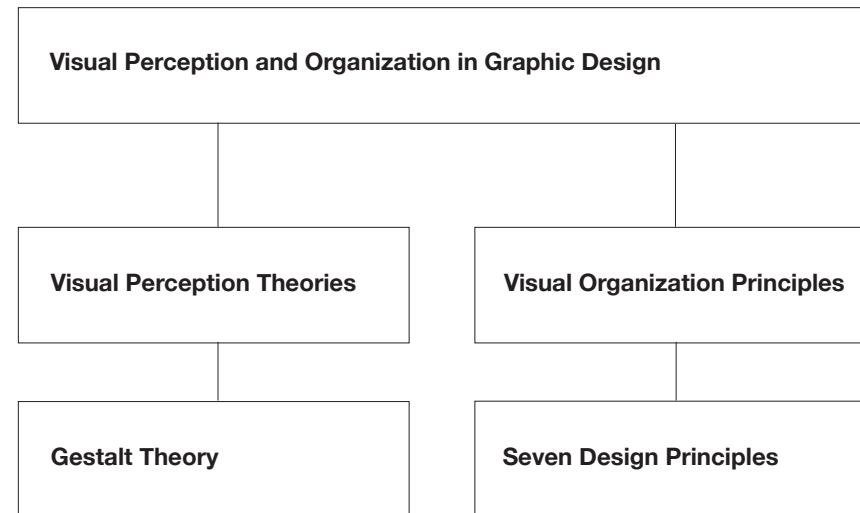 Visual Perception and Organization in Graphic Design
Visual Perception Theories
Visual Organization Principles
Gestalt Theory
Seven Design Principles